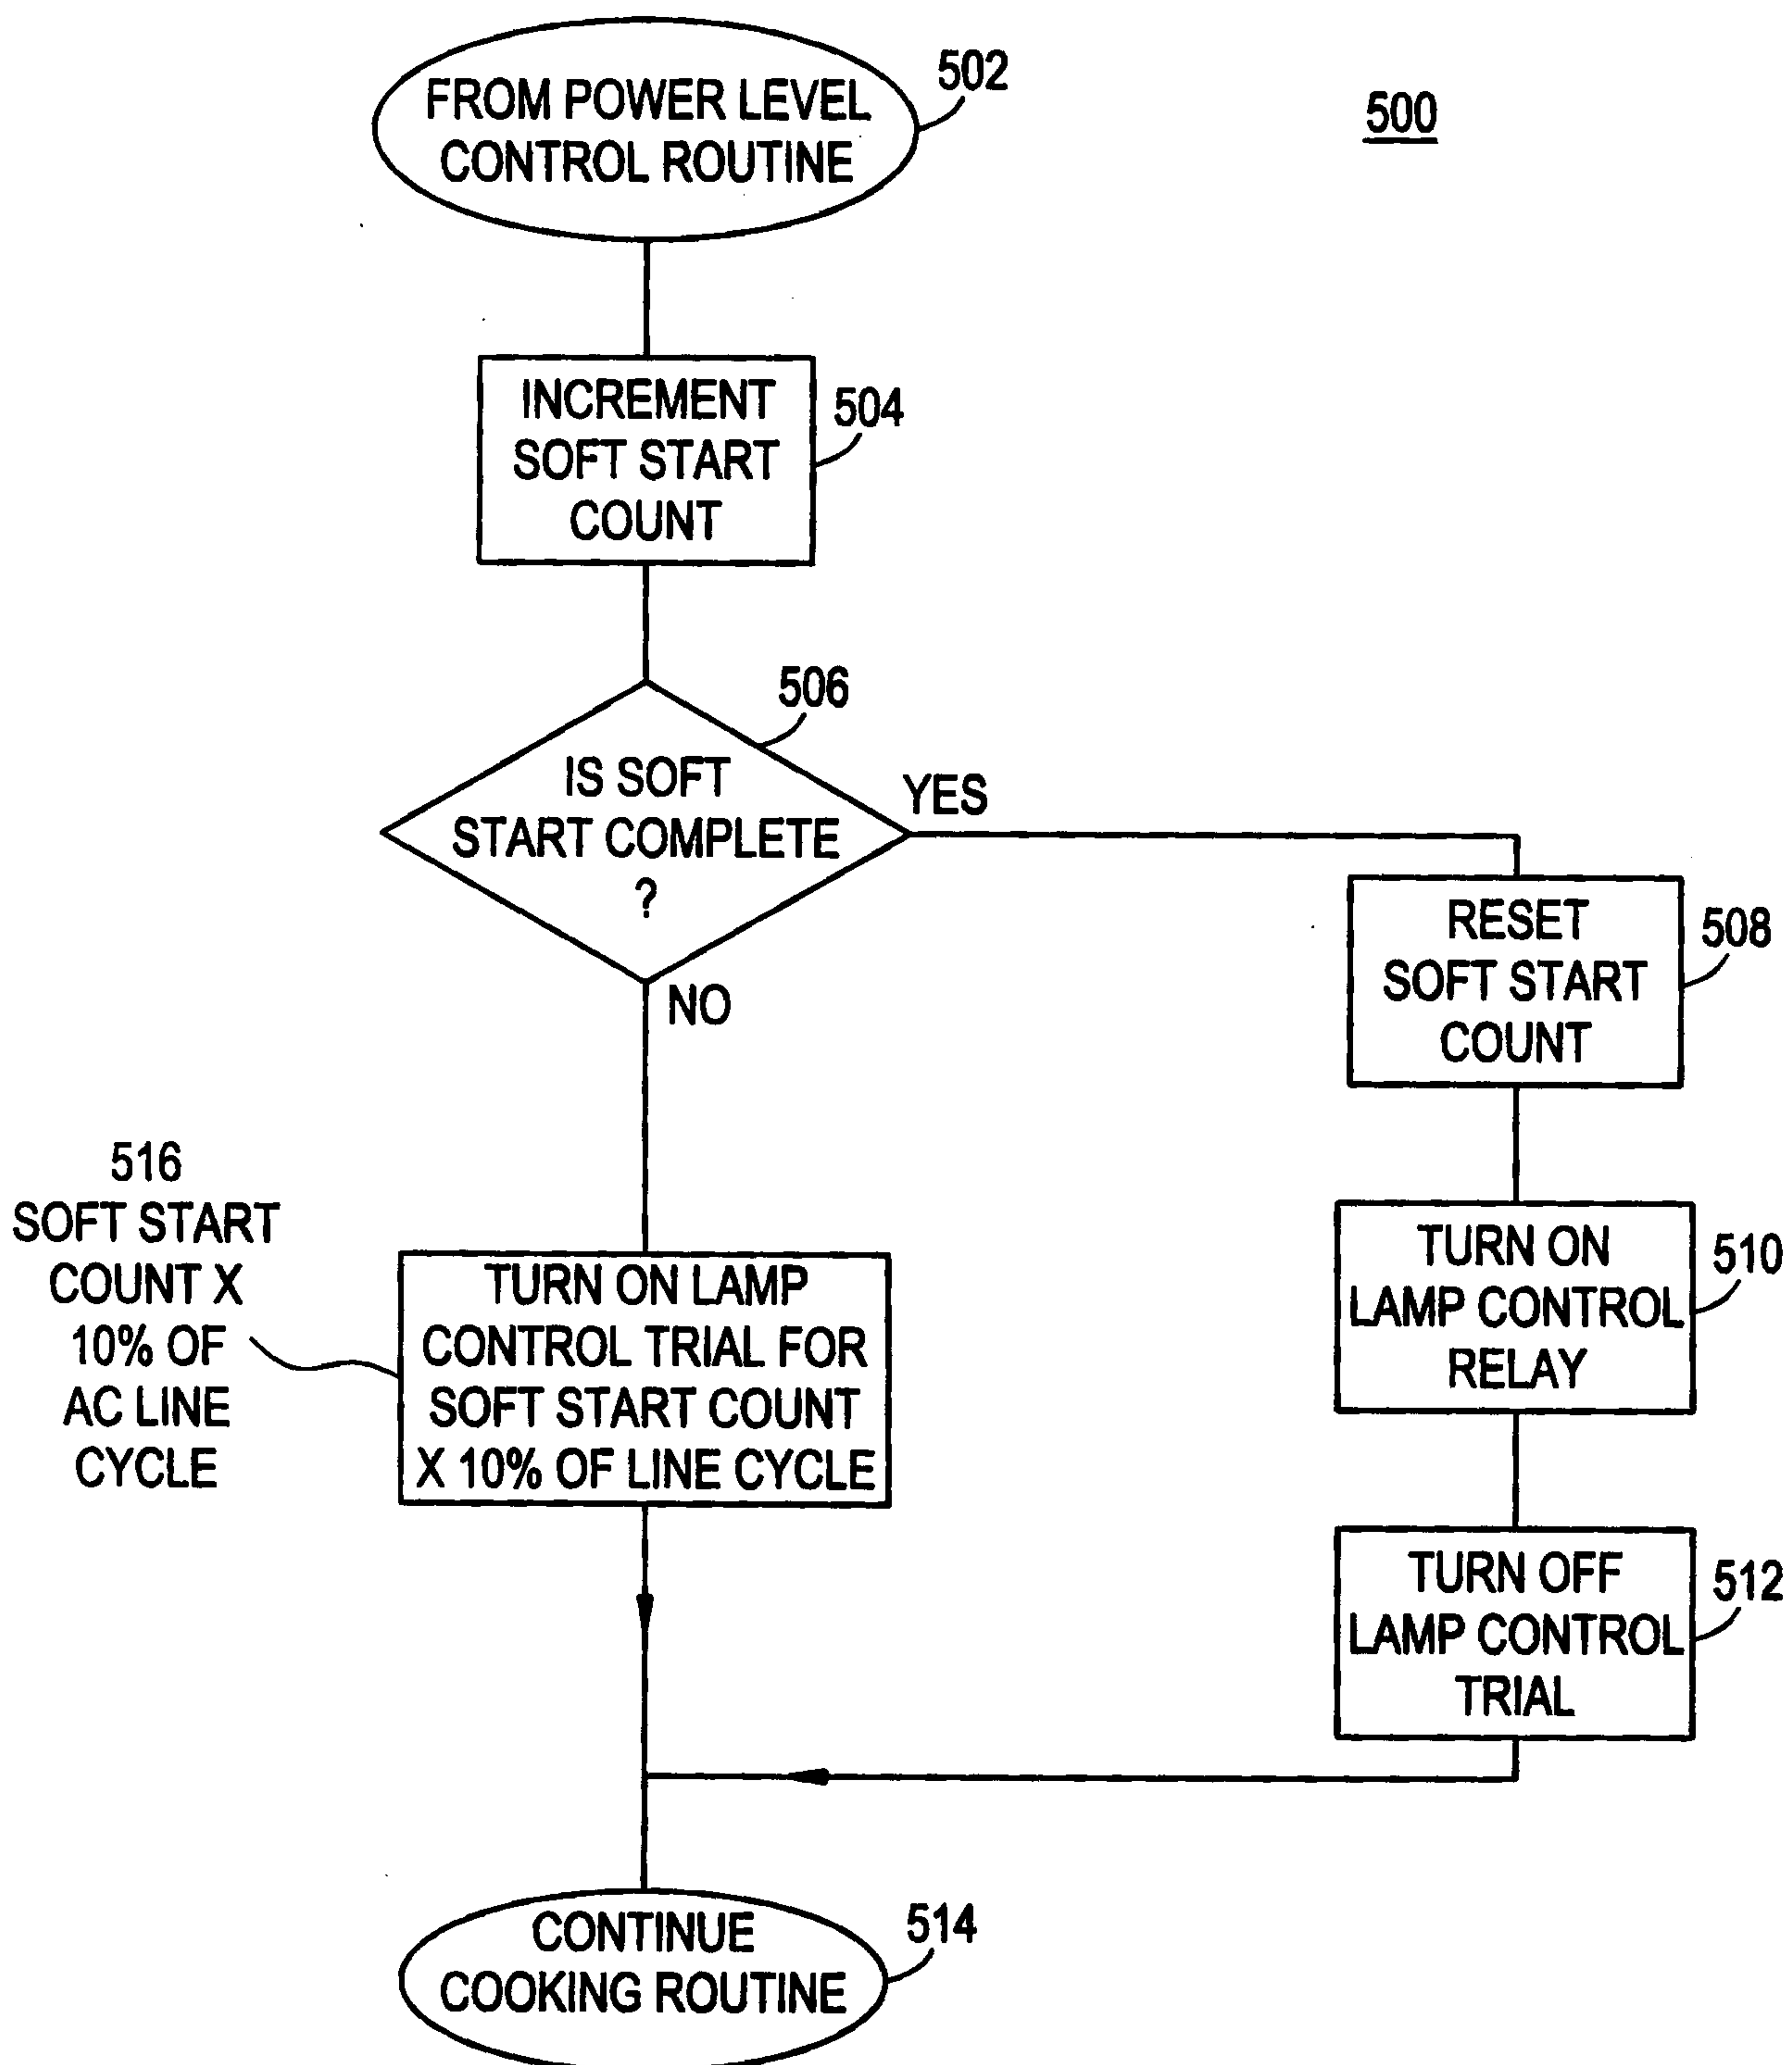 FROM POWER LEVEL
CONTROL ROUTINE
502
500
INCREMENT
SOFT START
COUNT
504
506
IS SOFT
START COMPLETE
?
YES
NO
RESET
SOFT START
COUNT
508
516
SOFT START
COUNT X
10% OF
AC LINE
CYCLE
TURN ON LAMP
CONTROL TRIAL FOR
SOFT START COUNT
X 10% OF LINE CYCLE
TURN ON
LAMP CONTROL
RELAY
510
TURN OFF
LAMP CONTROL
TRIAL
512
CONTINUE
COOKING ROUTINE
514